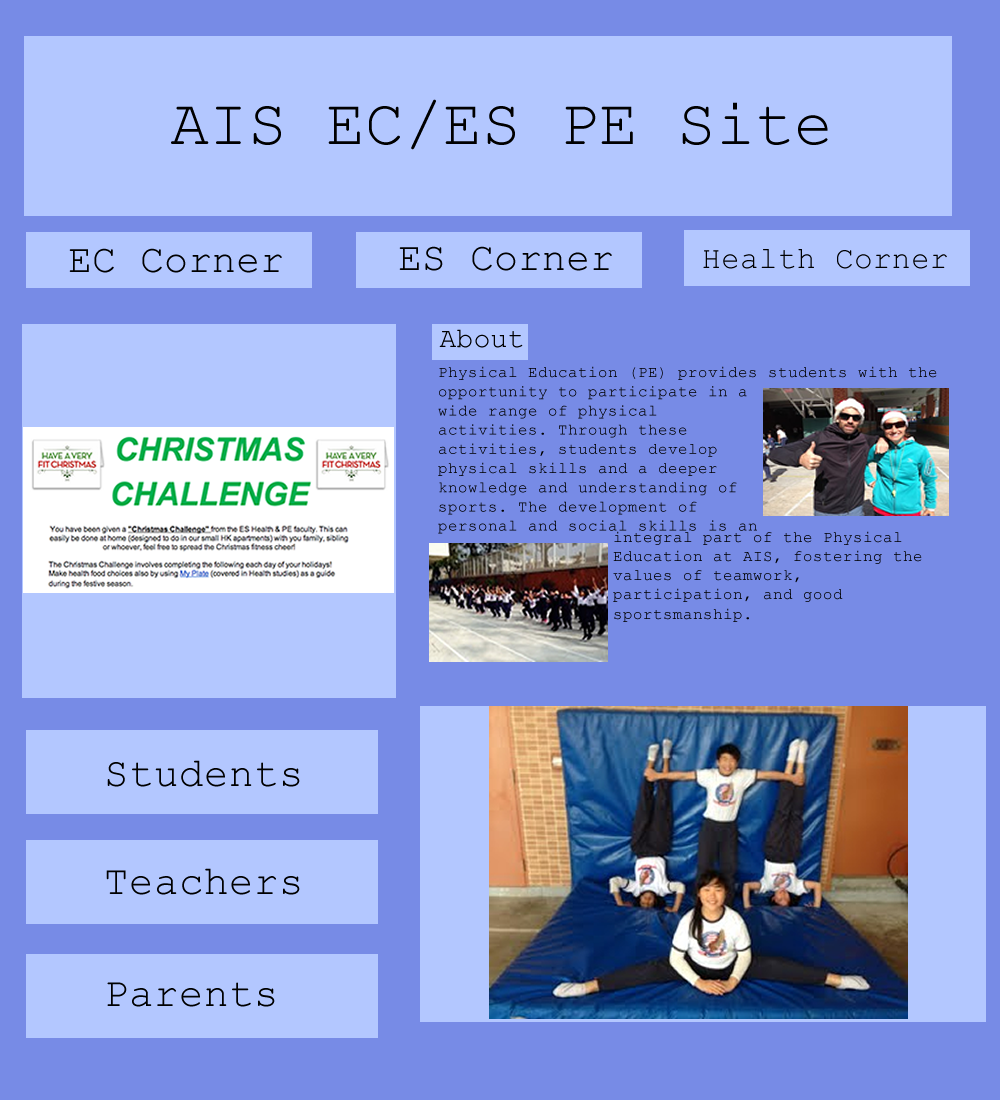 AIS EC/ES PE Site
EC Corner
ES Corner
Health Corner
HAVE A VERY
FIT CHRISTMAS
CHRISTMAS
CHALLENGE
HAVE A VERY
FIT CHRISTMAS
You have been given a "Christmas Challenge" from the ES Health & PE faculty. This can
easily be done at home (designed to do in our small HK apartments) with you family, sibling
or whoever, feel free to spread the Christmas fitness cheer!
The Christmas Challenge involves completing the following each day of your holidays!
Make health food choices also by using My Plate (covered in Health studies) as a guide
during the festive season.
About
Physical Education (PE) provides students with the
opportunity to participate in a
wide range of physical
activities. Through these
activities, students develop
physical skills and a deeper
knowledge and understanding of
sports. The development of
personal and social skills is an
integral part of the Physical
Education at AIS, fostering the
values of teamwork,
participation, and good
sportsmanship.
Students
Teachers
Parents